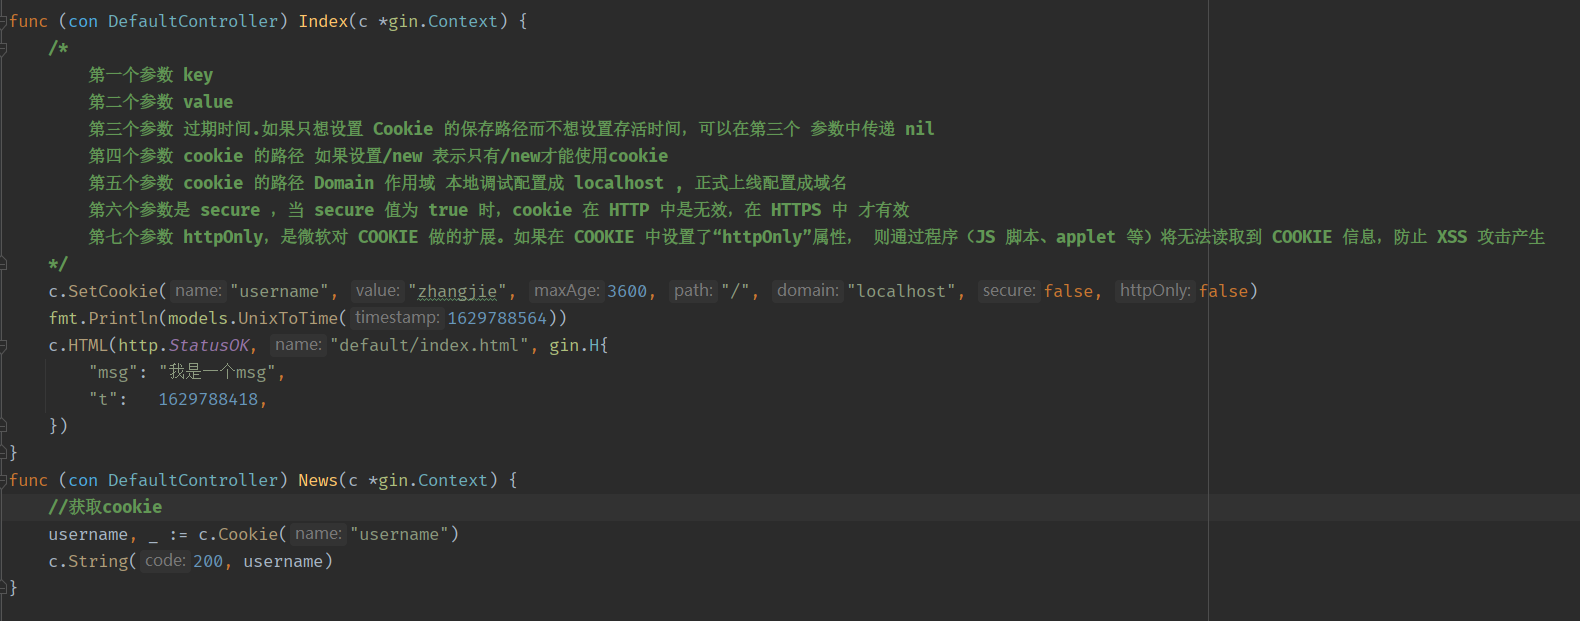 func (con DefaultController) Index(c *gin.Context) {
/*
第一个参数 key
第二个参数 value
第三个参数 过期时间.如果只想设置 Cookie 的保存路径而不想设置存活时间，可以在第三个 参数中传递 nil
第四个参数 cookie 的路径 如果设置/new 表示只有/new才能使用cookie
第五个参数 cookie 的路径 Domain 作用域 本地调试配置成 localhost , 正式上线配置成域名
第六个参数是 secure ，当 secure 值为 true 时，cookie 在 HTTP 中是无效，在 HTTPS 中 才有效
第七个参数 httpOnly，是微软对 COOKIE 做的扩展。如果在 COOKIE 中设置了“httpOnly”属性， 则通过程序（JS 脚本、applet 等）将无法读取到 COOKIE 信息，防止 XSS 攻击产生
*/
c.SetCookie( name: "username", value: "zhangjie", maxAge: 3600, path: "/", domain: "localhost", secure: false, httpOnly: false)
fmt.Println(models.UnixToTime( timestamp: 1629788564))
c.HTML(http.StatusOK, name: "default/index.html", gin.H{
"msg": "我是一个msg",
"t": 1629788418,
})
}
func (con DefaultController) News(c *gin.Context) {
//获取cookie
username, _ := c.Cookie( name: "username")
c.String( code: 200, username)
}